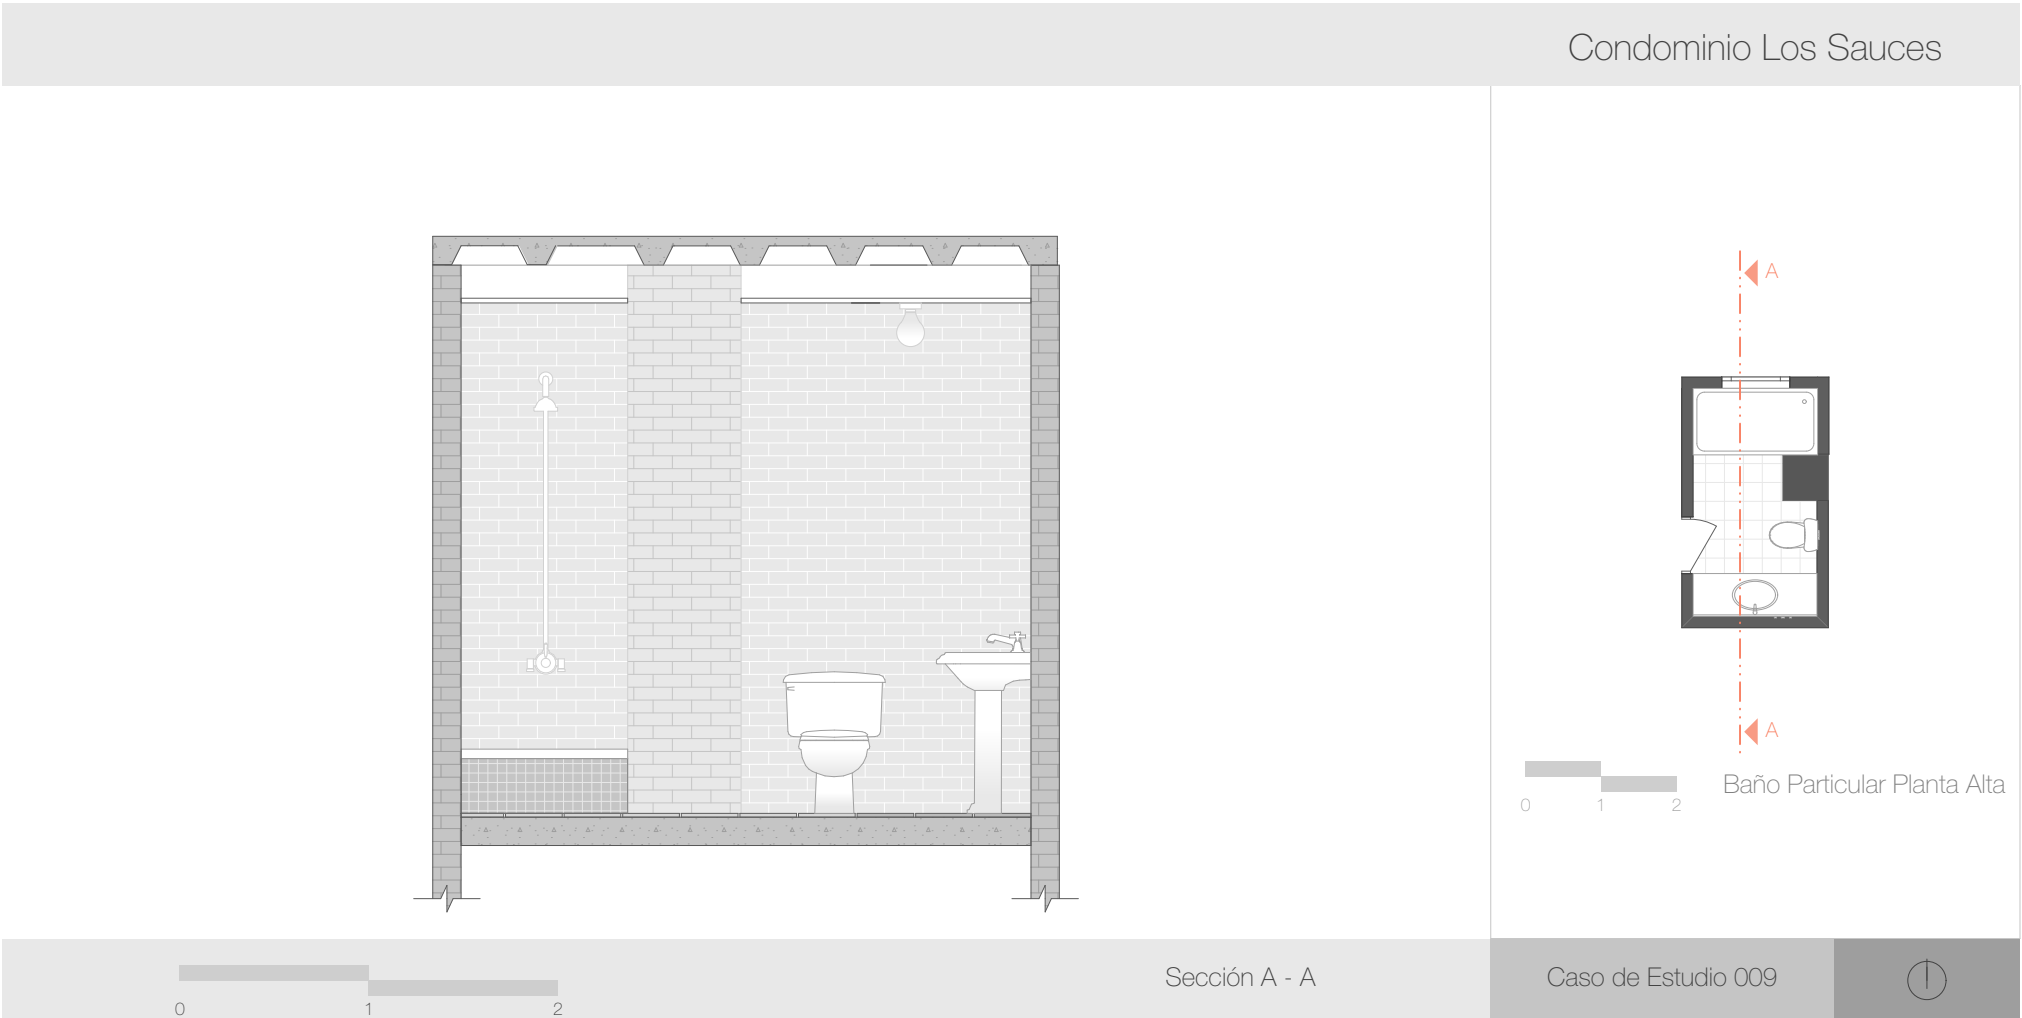 Condominio Los Sauces
A
A
0 1 2
Baño Particular Planta Alta
0 1 2
Sección A - A
Caso de Estudio 009